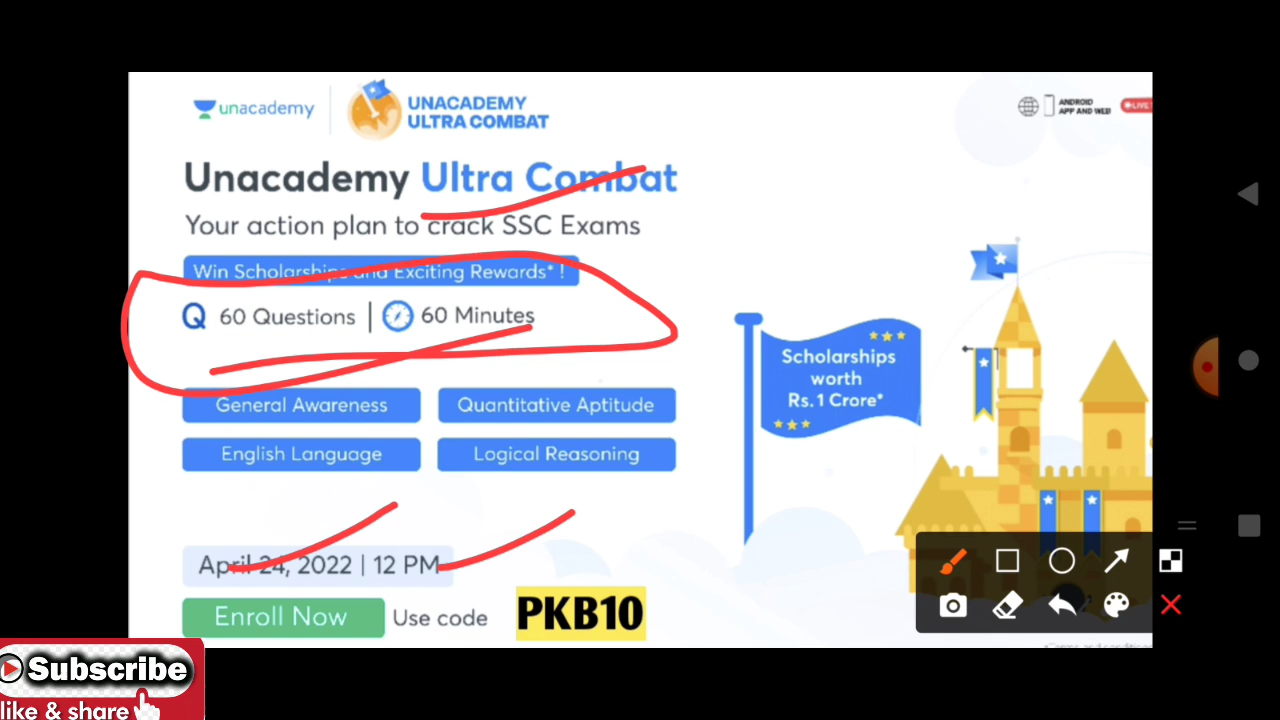 unacademy
UNACADEMY
ULTRA COMBAT
ANDROID
APP AND WEB
LIVE
Unacademy Ultra Combat
Your action plan to crack SSC Exams
Win Scholarships and Exciting Rewards* !
60 Questions | 60 Minutes
Scholarships
worth
Rs. 1 Crore*
General Awareness
Quantitative Aptitude
English Language
Logical Reasoning
April 24, 2022 | 12 PM
Enroll Now
Use code
PKB10
Subscribe
like & share